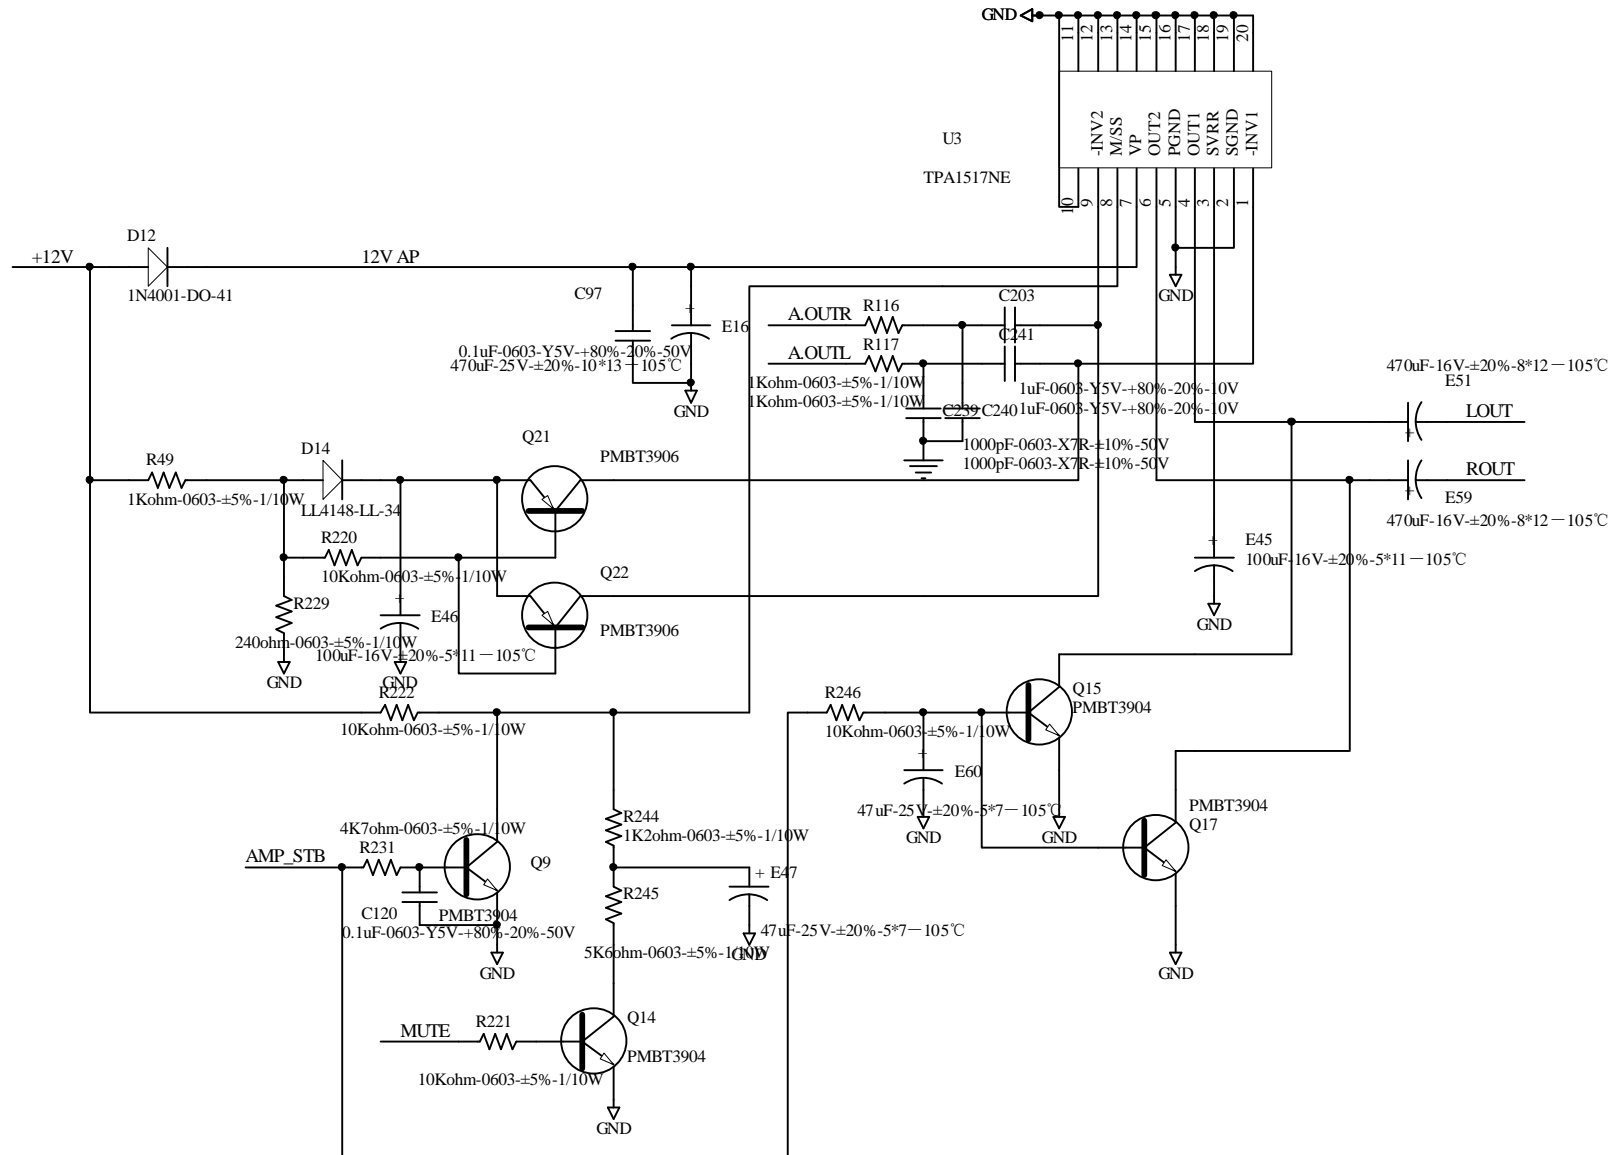 GND
11
12
13
14
15
16
17
18
19
20
U3
TPA1517NE
-INV2
M/SS
VP
OUT2
PGND
OUT1
SVRR
SGND
-INV1
10
9
8
7
6
5
4
3
2
1
GND
+12V
D12
1N4001-DO-41
12V AP
C97
0.1uF-0603-Y5V-+80%-20%-50V
E16
470uF-25V-±20%-10*13－105℃
GND
A.OUTR
R116
C203
A.OUTL
R117
C241
1Kohm-0603-±5%-1/10W
1Kohm-0603-±5%-1/10W
1uF-0603-Y5V-+80%-20%-10V
1uF-0603-Y5V-+80%-20%-10V
C239
C240
1000pF-0603-X7R-±10%-50V
1000pF-0603-X7R-±10%-50V
470uF-16V-±20%-8*12－105℃
E51
LOUT
ROUT
E59
470uF-16V-±20%-8*12－105℃
E45
100uF-16V-±20%-5*11－105℃
GND
R49
1Kohm-0603-±5%-1/10W
D14
LL4148-LL-34
Q21
PMBT3906
R220
10Kohm-0603-±5%-1/10W
Q22
PMBT3906
R229
240ohm-0603-±5%-1/10W
GND
E46
100uF-16V-±20%-5*11－105℃
GND
R222
10Kohm-0603-±5%-1/10W
R246
10Kohm-0603-±5%-1/10W
Q15
PMBT3904
E60
47uF-25V-±20%-5*7－105℃
GND
GND
PMBT3904
Q17
GND
4K7ohm-0603-±5%-1/10W
AMP_STB
R231
Q9
PMBT3904
C120
0.1uF-0603-Y5V-+80%-20%-50V
GND
R244
1K2ohm-0603-±5%-1/10W
R245
5K6ohm-0603-±5%-1/10W
+ E47
47uF-25V-±20%-5*7－105℃
GND
MUTE
R221
10Kohm-0603-±5%-1/10W
Q14
PMBT3904
GND